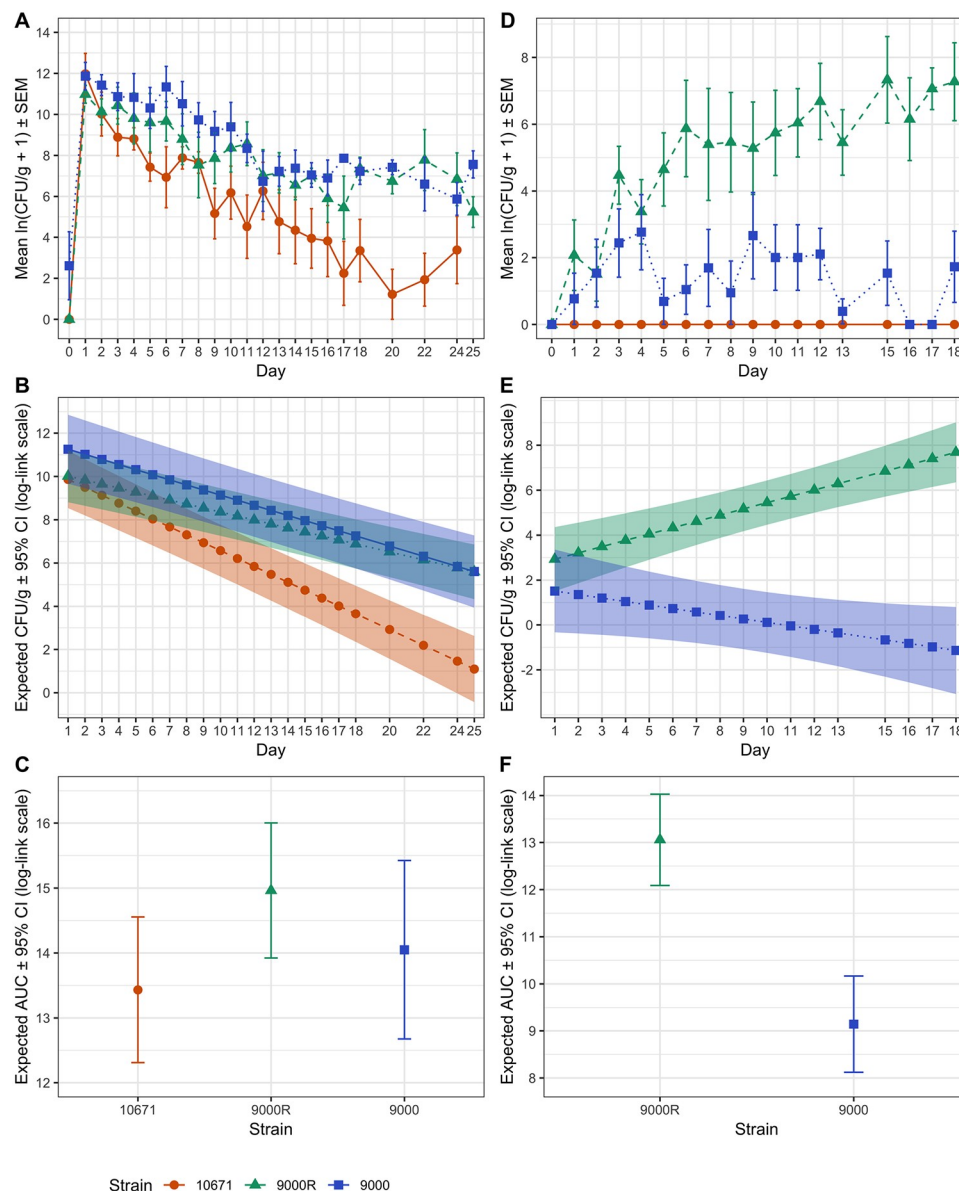 A
Mean ln(CFU/g + 1) ± SEM
14
12
10
8
6
4
2
0
0 1 2 3 4 5 6 7 8 9 10 11 12 13 14 15 16 17 18 20 22 24 25
Day
D
Mean ln(CFU/g + 1) ± SEM
8
6
4
2
0
0 1 2 3 4 5 6 7 8 9 10 11 12 13 15 16 17 18
Day
B
Expected CFU/g ± 95% CI (log-link scale)
12
10
8
6
4
2
0
1 2 3 4 5 6 7 8 9 10 11 12 13 14 15 16 17 18 20 22 24 25
Day
E
Expected CFU/g ± 95% CI (log-link scale)
8
6
4
2
0
-2
1 2 3 4 5 6 7 8 9 10 11 12 13 15 16 17 18
Day
C
Expected AUC ± 95% CI (log-link scale)
16
15
14
13
12
10671 9000R 9000
Strain
F
Expected AUC ± 95% CI (log-link scale)
14
13
12
11
10
9
8
9000R 9000
Strain
Strain 10671 9000R 9000